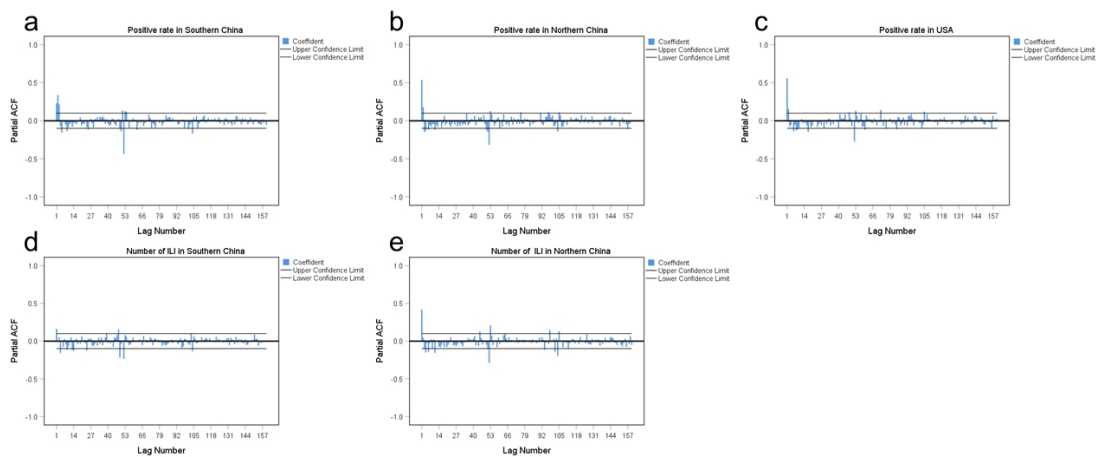 a
Positive rate in Southern China
Coeffident
Upper Confidence Limit
Lower Confidence Limit
Partial ACF
1.0
0.5
0.0
-0.5
-1.0
1 14 27 40 53 66 79 92 105 118 131 144 157
Lag Number
b
Positive rate in Northern China
Coeffident
Upper Confidence Limit
Lower Confidence Limit
Partial ACF
1.0
0.5
0.0
-0.5
-1.0
1 14 27 40 53 66 79 92 105 118 131 144 157
Lag Number
c
Positive rate in USA
Coeffident
Upper Confidence Limit
Lower Confidence Limit
Partial ACF
1.0
0.5
0.0
-0.5
-1.0
1 14 27 40 53 66 79 92 105 118 131 144 157
Lag Number
d
Number of ILI in Southern China
Coeffident
Upper Confidence Limit
Lower Confidence Limit
Partial ACF
1.0
0.5
0.0
-0.5
-1.0
1 14 27 40 53 66 79 92 105 118 131 144 157
Lag Number
e
Number of ILI in Northern China
Coeffident
Upper Confidence Limit
Lower Confidence Limit
Partial ACF
1.0
0.5
0.0
-0.5
-1.0
1 14 27 40 53 66 79 92 105 118 131 144 157
Lag Number